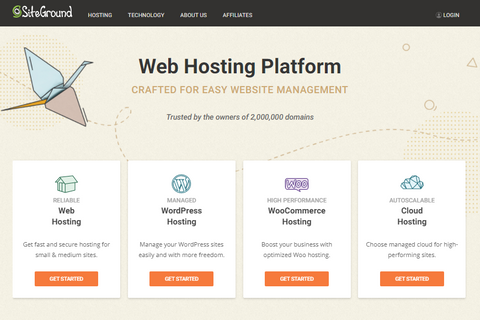 SiteGround HOSTING TECHNOLOGY ABOUT US AFFILIATES LOGIN
Web Hosting Platform
CRAFTED FOR EASY WEBSITE MANAGEMENT
Trusted by the owners of 2,000,000 domains
RELIABLE
Web
Hosting
Get fast and secure hosting for
small & medium sites.
GET STARTED
MANAGED
WordPress
Hosting
Manage your WordPress sites
easily and with more freedom.
GET STARTED
WOO
HIGH PERFORMANCE
WooCommerce
Hosting
Boost your business with
optimized Woo hosting.
GET STARTED
AUTOSCALABLE
Cloud
Hosting
Choose managed cloud for high-
performing sites.
GET STARTED